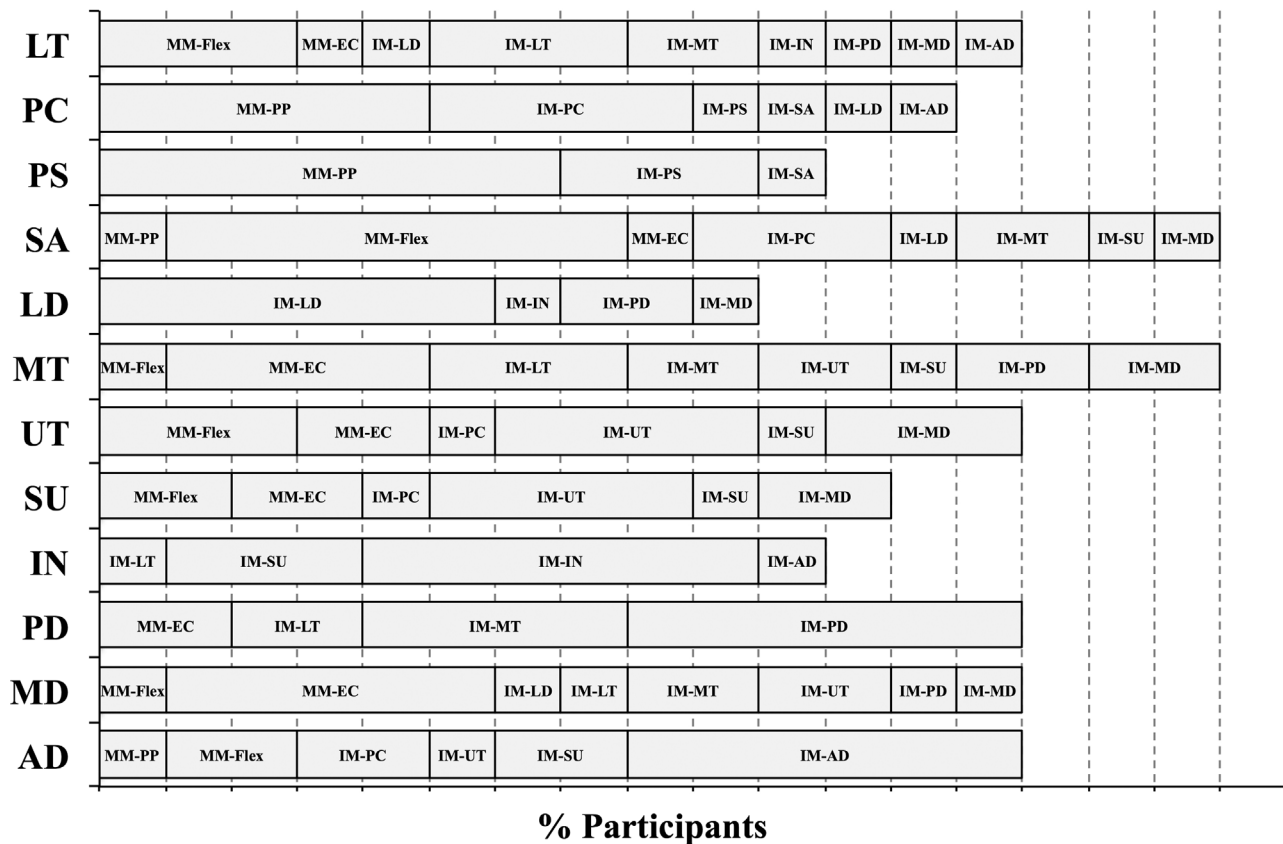 LT MM-Flex MM-EC IM-LD IM-LT IM-MT IM-IN IM-PD IM-MD IM-AD
PC MM-PP IM-PC IM-PS IM-SA IM-LD IM-AD
PS MM-PP IM-PS IM-SA
SA MM-PP MM-Flex MM-EC IM-PC IM-LD IM-MT IM-SU IM-MD
LD IM-LD IM-IN IM-PD IM-MD
MT MM-Flex MM-EC IM-LT IM-MT IM-UT IM-SU IM-PD IM-MD
UT MM-Flex MM-EC IM-PC IM-UT IM-SU IM-MD
SU MM-Flex MM-EC IM-PC IM-UT IM-SU IM-MD
IN IM-LT IM-SU IM-IN IM-AD
PD MM-EC IM-LT IM-MT IM-PD
MD MM-Flex MM-EC IM-LD IM-LT IM-MT IM-UT IM-PD IM-MD
AD MM-PP MM-Flex IM-PC IM-UT IM-SU IM-AD
% Participants